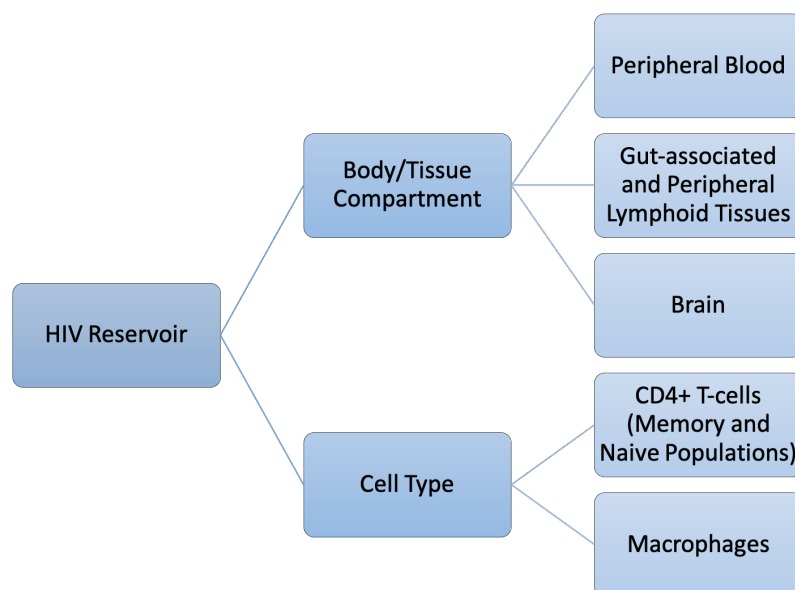 HIV Reservoir
Body/Tissue
Compartment
Peripheral Blood
Gut-associated
and Peripheral
Lymphoid Tissues
Brain
Cell Type
CD4+ T-cells
(Memory and
Naive Populations)
Macrophages